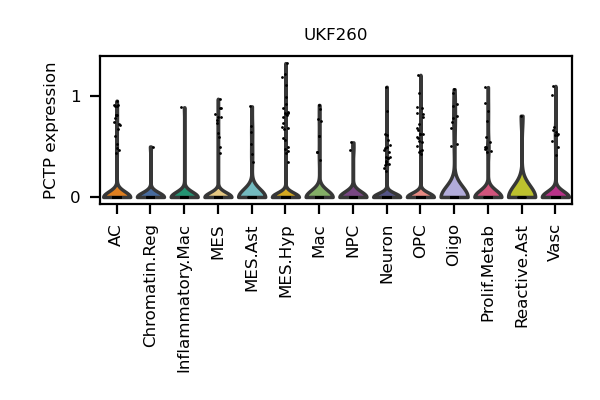 UKF260
PCTP expression
1
0
AC
Chromatin.Reg
Inflammatory.Mac
MES
MES.Ast
MES.Hyp
Mac
NPC
Neuron
OPC
Oligo
Prolif.Metab
Reactive.Ast
Vasc